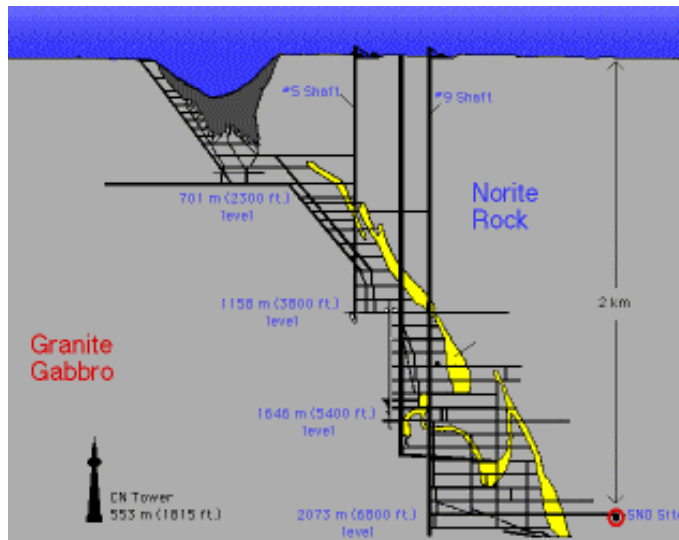 #5 Shaft
#9 Shaft
701 m (2300 ft.)
level
Norite
Rock
1158 m (3800 ft.)
level
2 km
Granite
Gabbro
1646 m (5400 ft.)
level
CN Tower
553 m (1815 ft.)
2073 m (6800 ft.)
level
SNO Site